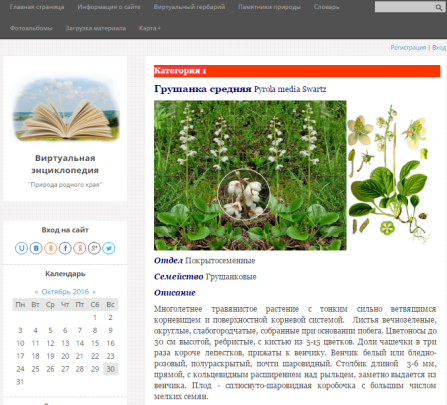 Главная страница Информация о сайте Виртуальный гербарий Памятники природы Словарь
Фотоальбомы Загрузка материала Карта
Регистрация | Вход
Виртуальная
энциклопедия
"Природа родного края"
Вход на сайт
Календарь
« Октябрь 2016 »
Пн Вт Ср Чт Пт Сб Вс
1 2
3 4 5 6 7 8 9
10 11 12 13 14 15 16
17 18 19 20 21 22 23
24 25 26 27 28 29 30
31
Категория 1
Грушанка средняя Pyrola media Swartz
Отдел Покрытосеменные
Семейство Грушанковые
Описание
Многолетнее травянистое растение с тонким сильно ветвящимся
корневищем и поверхностной корневой системой. Листья вечнозеленые,
округлые, слабогородчатые, собранные при основании побега. Цветоносы до
30 см высотой, ребристые, с кистью из 5-15 цветков. Доли чашечки в три
раза короче лепестков, прижаты к венчику. Венчик белый или бледно-
розовый, полураскрытый, почти шаровидный. Столбик длиной 3-6 мм,
прямой, с кольцевидным расширением над рыльцем, заметно выдается из
венчика. Плод - сплюснуто-шаровидная коробочка с большим числом
мелких семян.